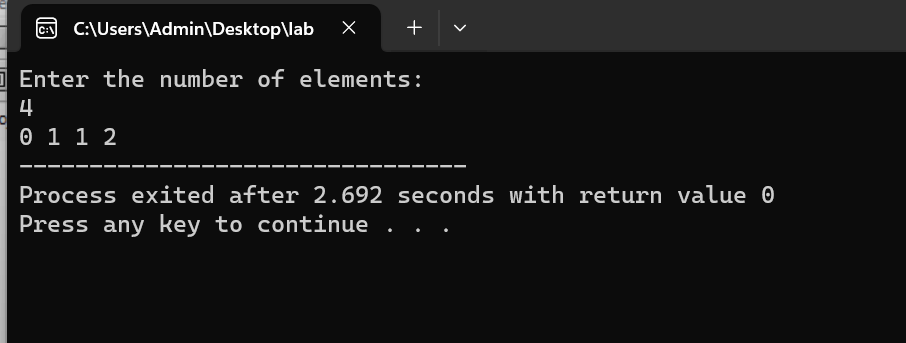 C:\Users\Admin\Desktop\lab
Enter the number of elements:
4
0 1 1 2
--------------------------------
Process exited after 2.692 seconds with return value 0
Press any key to continue . . .